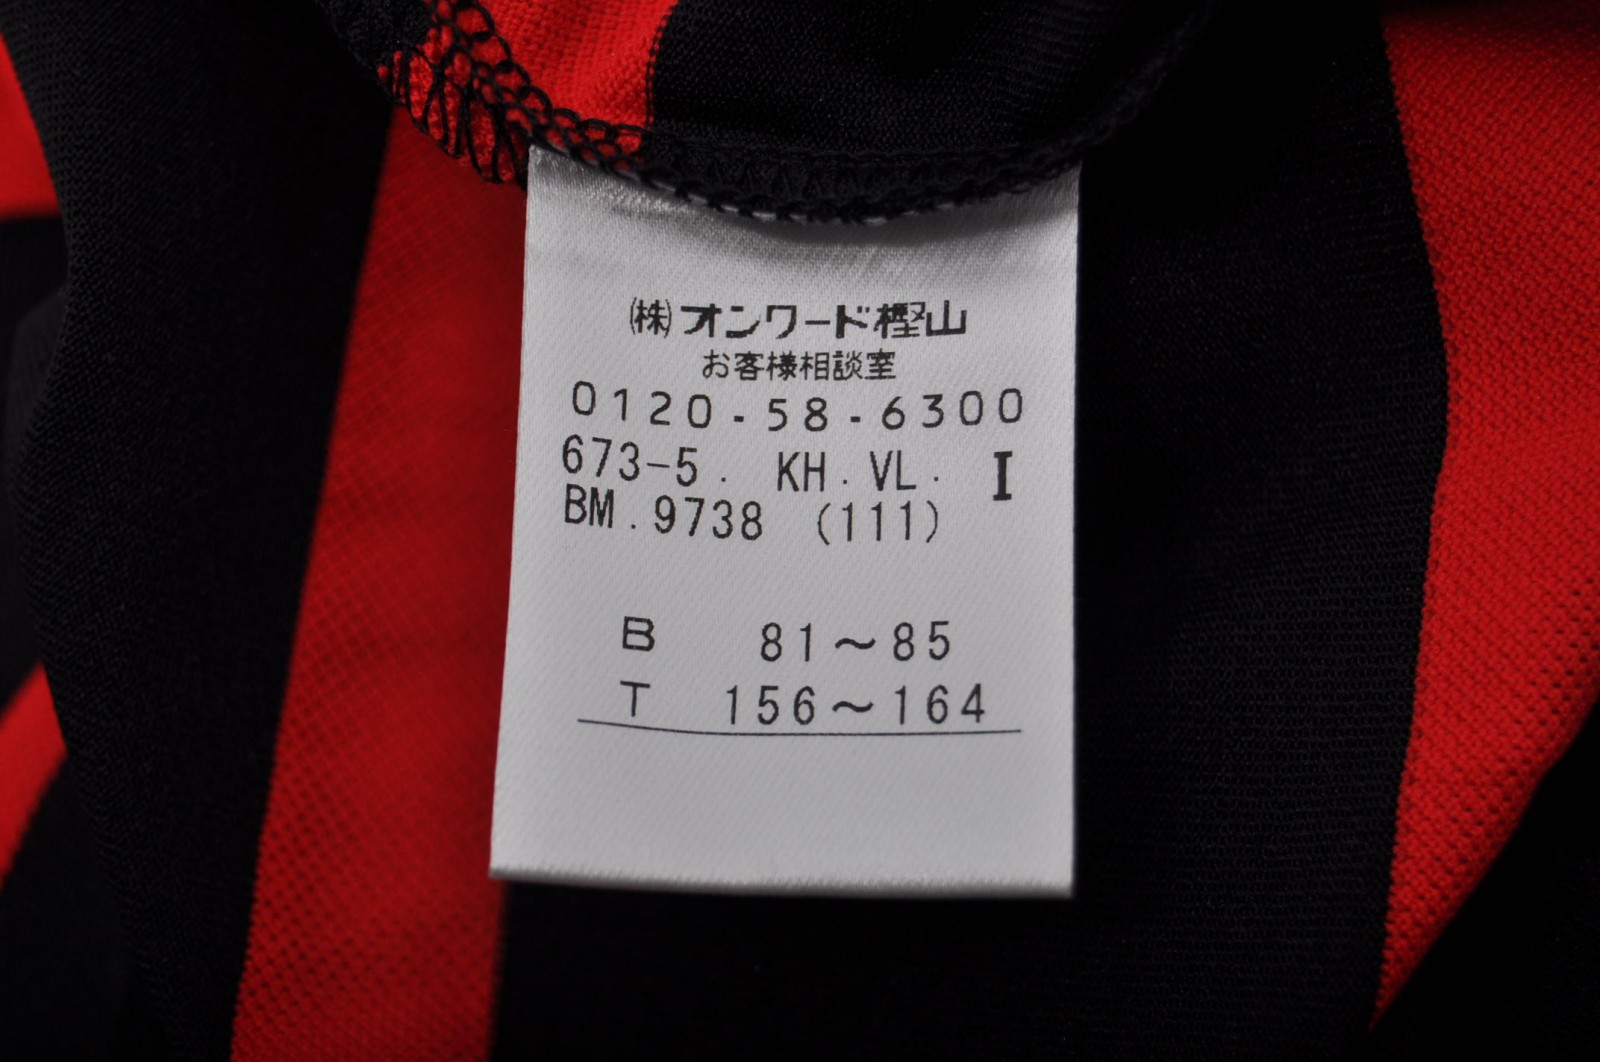 ㈱オンワード樫山
お客様相談室
0120-58-6300
673-5. KH.VL. I
BM.9738 (111)
B 81～85
T 156～164